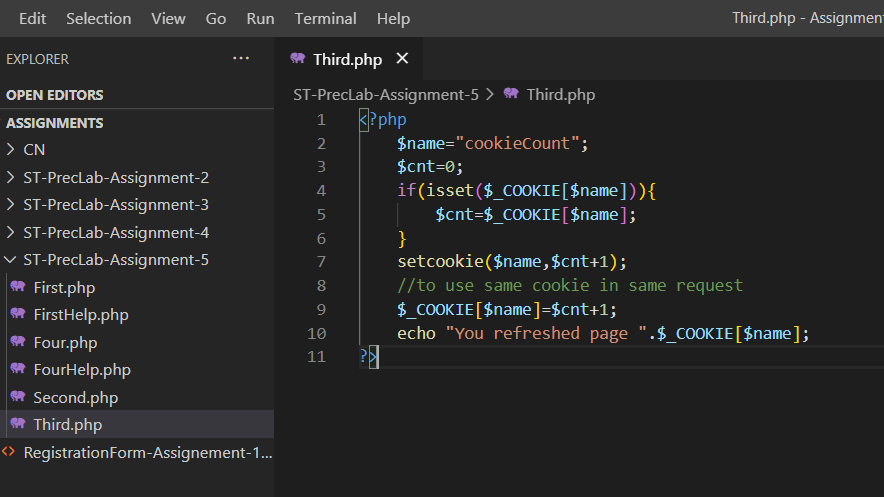 Edit Selection View Go Run Terminal Help Third.php - Assignment
EXPLORER ...
OPEN EDITORS
ASSIGNMENTS
CN
ST-PrecLab-Assignment-2
ST-PrecLab-Assignment-3
ST-PrecLab-Assignment-4
ST-PrecLab-Assignment-5
First.php
FirstHelp.php
Four.php
FourHelp.php
Second.php
Third.php
RegistrationForm-Assignement-1...
Third.php
ST-PrecLab-Assignment-5 > Third.php
1 <?php
2 $name="cookieCount";
3 $cnt=0;
4 if(isset($_COOKIE[$name])){
5 $cnt=$_COOKIE[$name];
6 }
7 setcookie($name,$cnt+1);
8 //to use same cookie in same request
9 $_COOKIE[$name]=$cnt+1;
10 echo "You refreshed page ".$_COOKIE[$name];
11 ?>